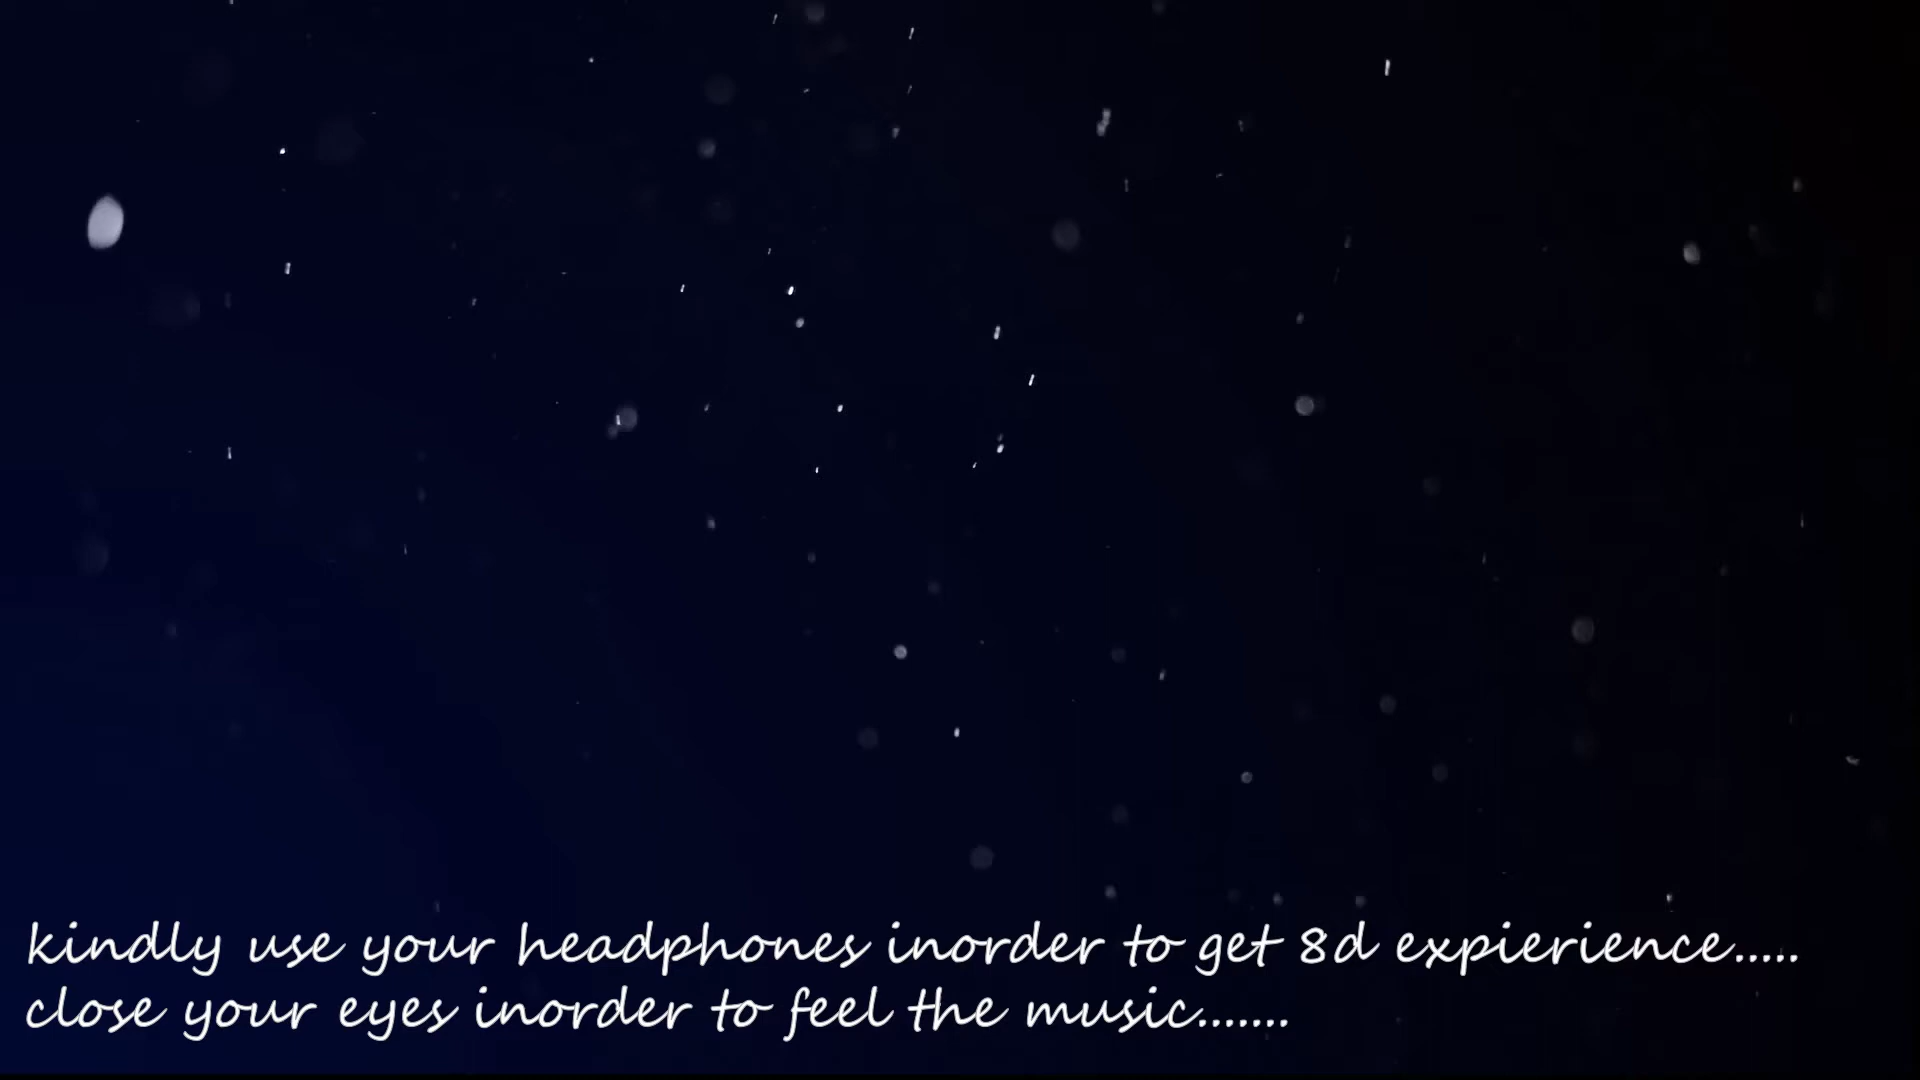 kindly use your headphones inorder to get 8d expierience.....
close your eyes inorder to feel the music.......